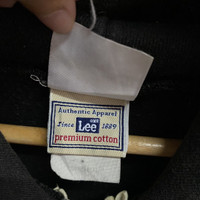 Authentic Apparel
Lee
Since 1889
premium cotton